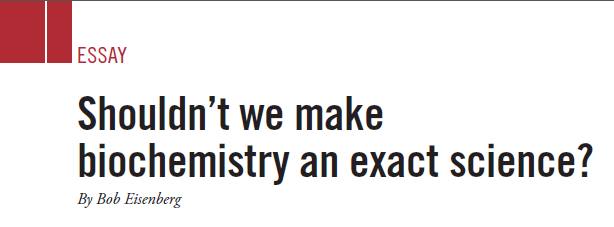 ESSAY
Shouldn’t we make
biochemistry an exact science?
By Bob Eisenberg